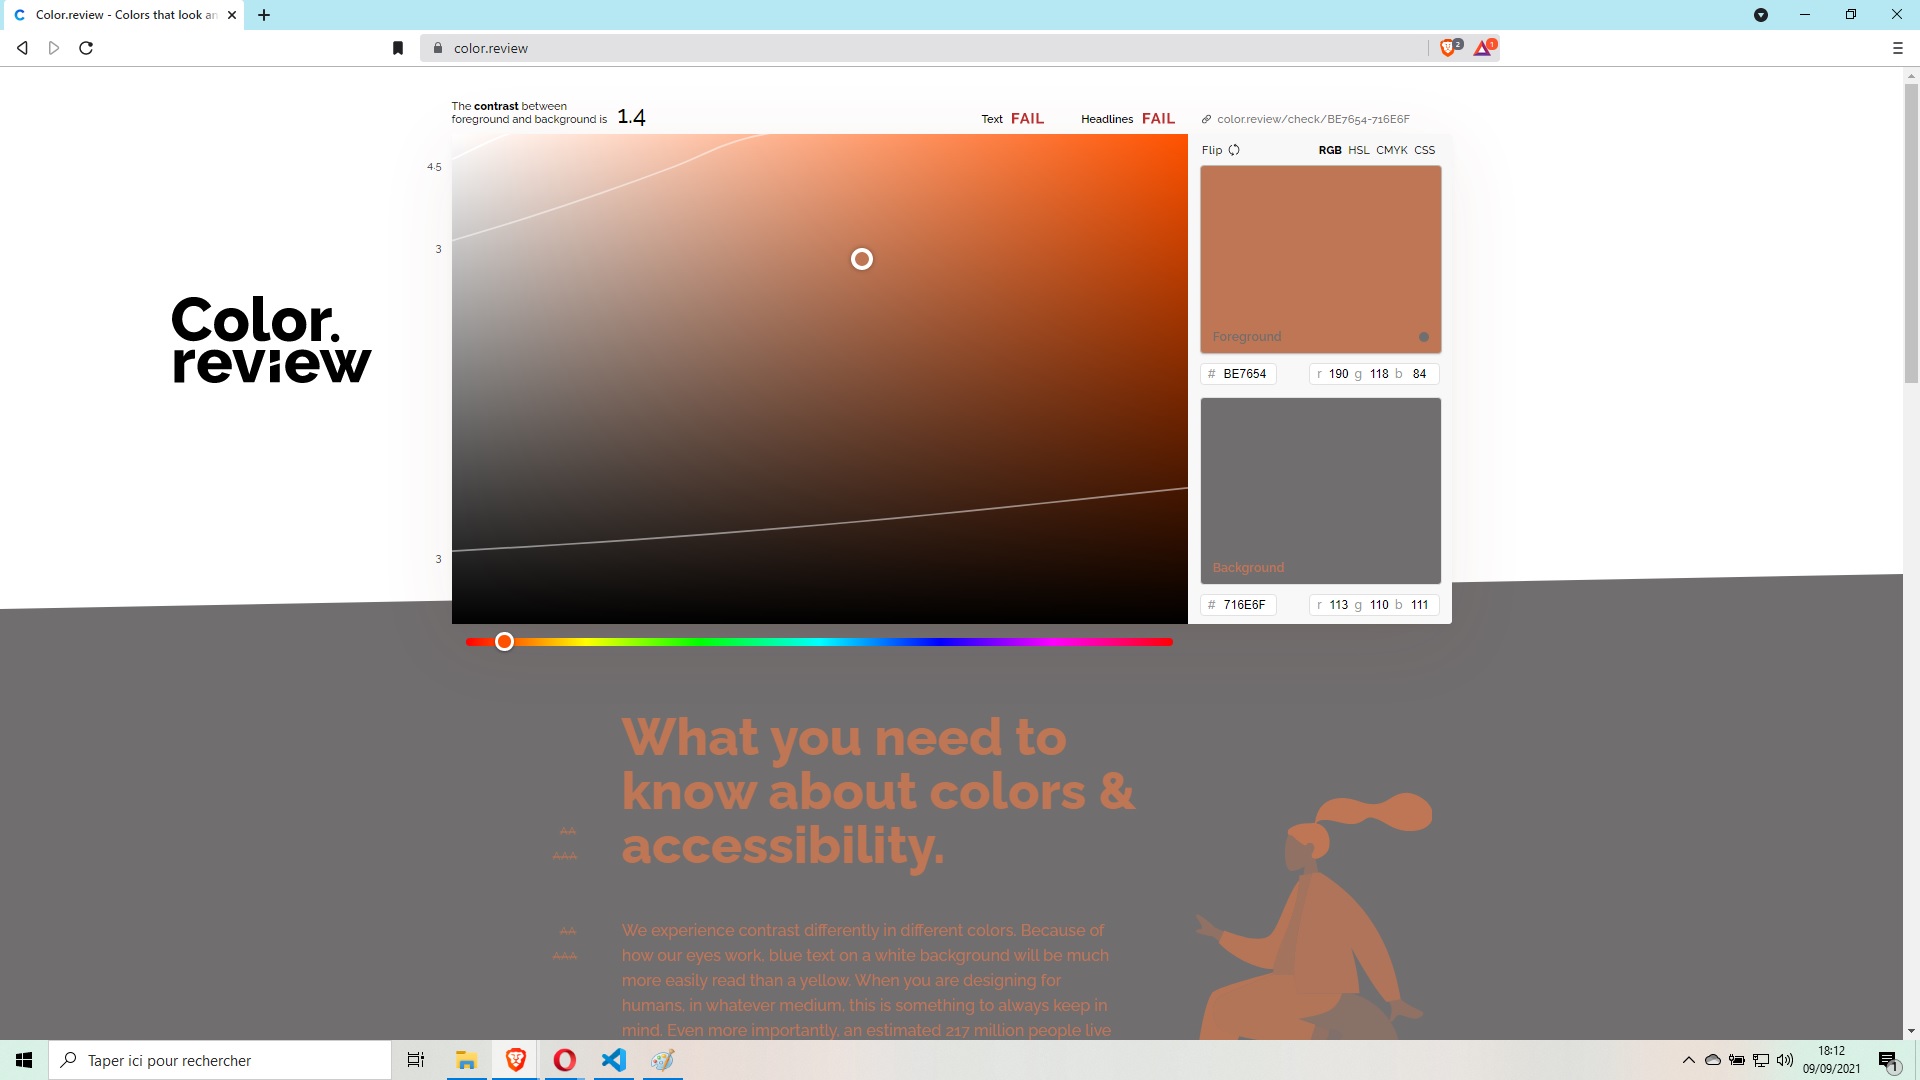 Color.review - Colors that look an
color.review
2
1
The contrast between
foreground and background is 1.4
Text FAIL Headlines FAIL
color.review/check/BE7654-716E6F
4.5
3
3
Flip RGB HSL CMYK CSS
Foreground
# BE7654 r 190 g 118 b 84
Background
# 716E6F r 113 g 110 b 111
Color.
review
What you need to
know about colors &
accessibility.
AA
AAA
AA
AAA
We experience contrast differently in different colors. Because of
how our eyes work, blue text on a white background will be much
more easily read than a yellow. When you are designing for
humans, in whatever medium, this is something to always keep in
mind. Even more importantly, an estimated 217 million people live
Taper ici pour rechercher
18:12
09/09/2021
1